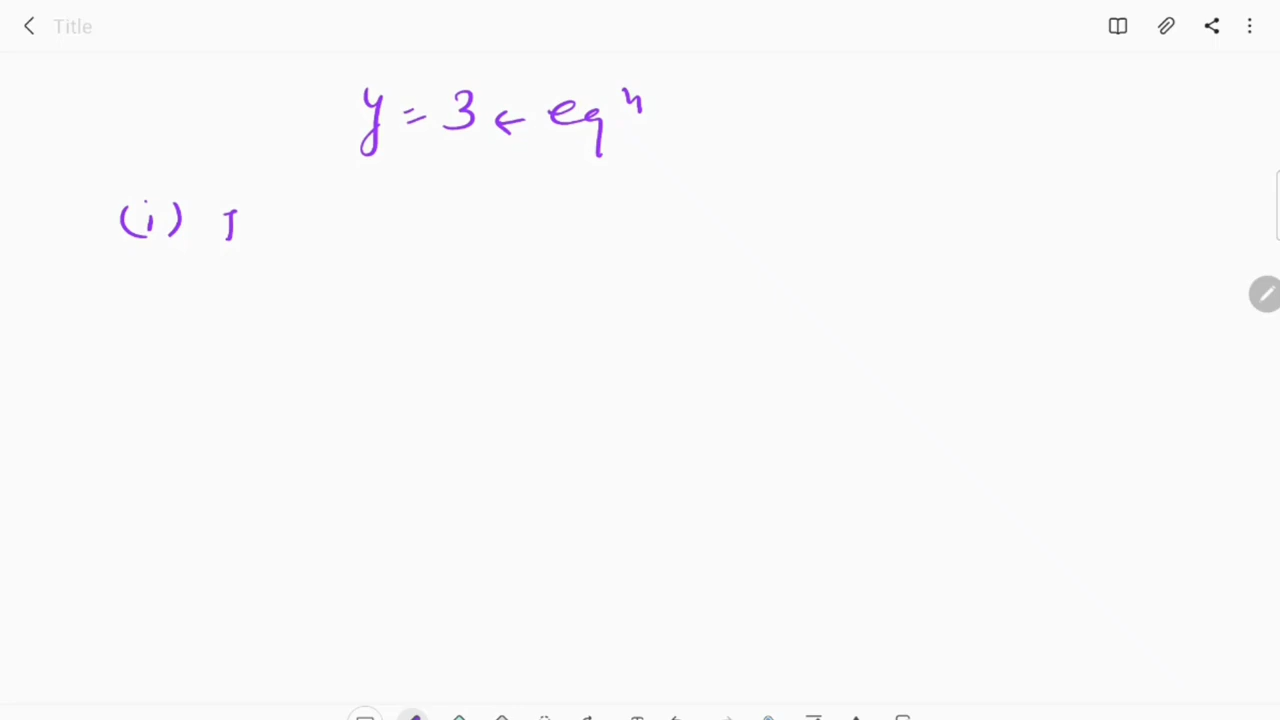 Title
y = 3 ← eqⁿ
(i) I